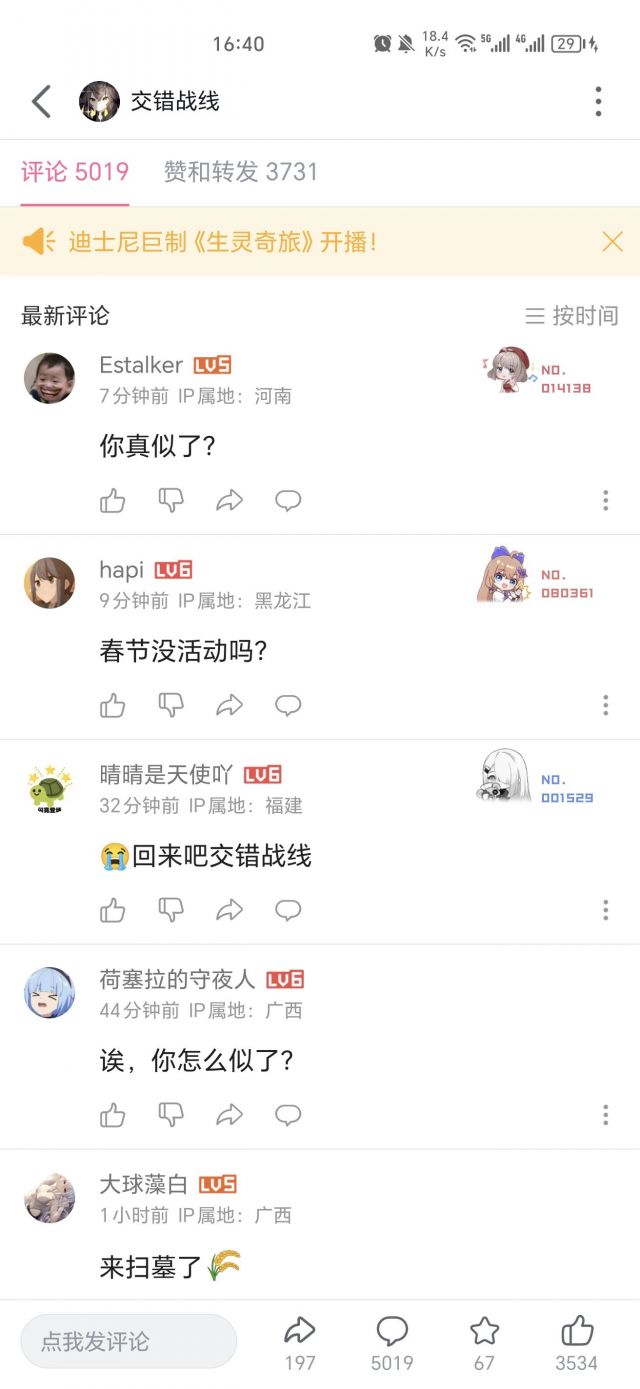 16:40
18.4 K/s 5G 4G 29
交错战线
评论 5019 赞和转发 3731
迪士尼巨制《生灵奇旅》开播！
最新评论 按时间
Estalker LV5
NO. 014138
7分钟前 IP属地：河南
你真似了？
hapi LV6
NO. 080361
9分钟前 IP属地：黑龙江
春节没活动吗？
晴晴是天使吖 LV6
NO. 001529
32分钟前 IP属地：福建
😭回来吧交错战线
荷塞拉的守夜人 LV6
44分钟前 IP属地：广西
诶，你怎么似了？
大球藻白 LV5
1小时前 IP属地：广西
来扫墓了🌾
点我发评论
197 5019 67 3534